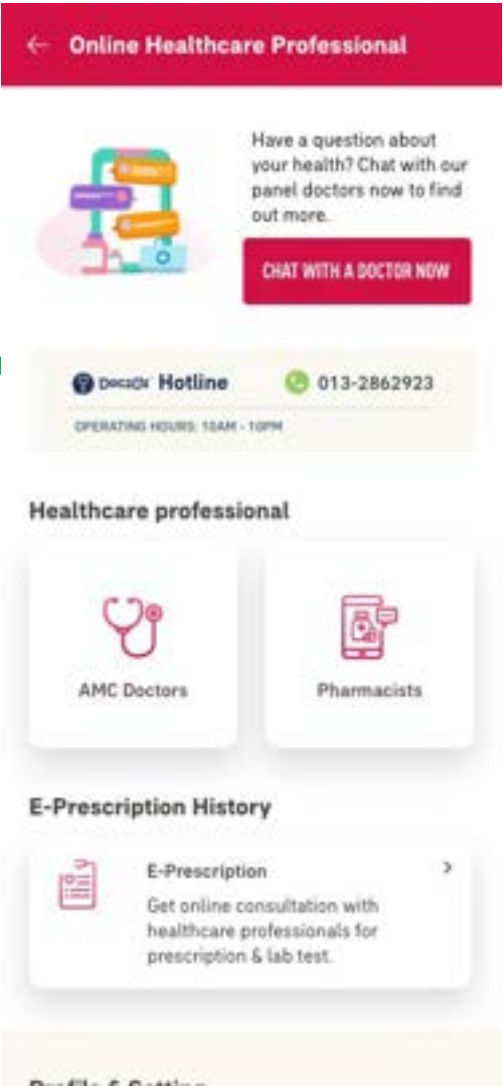 Online Healthcare Professional
Have a question about
your health? Chat with our
panel doctors now to find
out more.
CHAT WITH A DOCTOR NOW
Hotline 013-2862923
OPERATING HOURS: 10AM - 10PM
Healthcare professional
AMC Doctors Pharmacists
E-Prescription History
E-Prescription
Get online consultation with
healthcare professionals for
prescription & lab test.
Profile & Setting